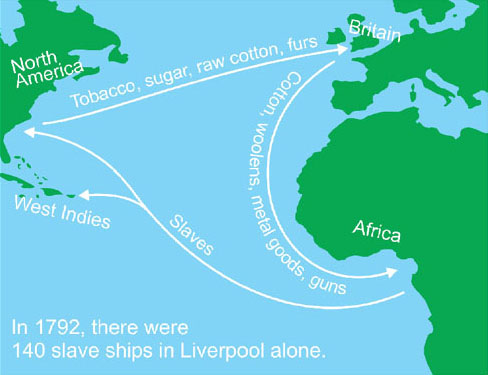 North
America
Britain
Tobacco, sugar, raw cotton, furs
Cotton, woolens, metal goods, guns
West Indies
Slaves
Africa
In 1792, there were
140 slave ships in Liverpool alone.